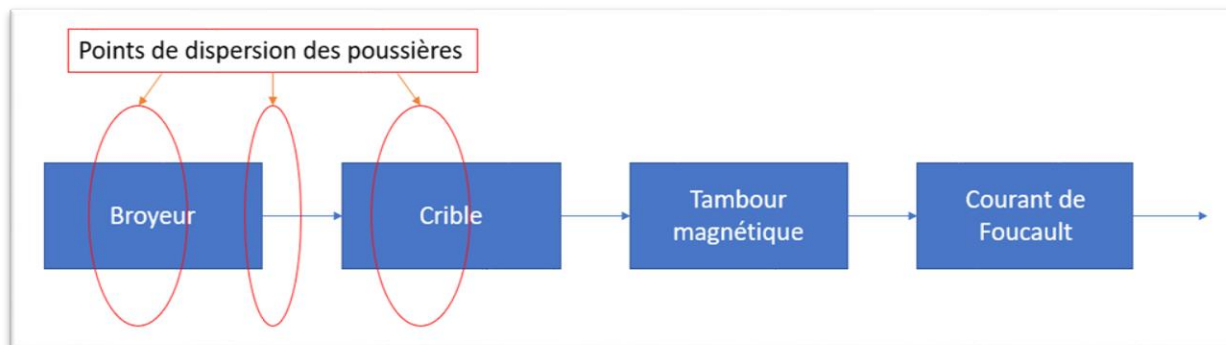 Points de dispersion des poussières
Broyeur
Crible
Tambour
magnétique
Courant de
Foucault